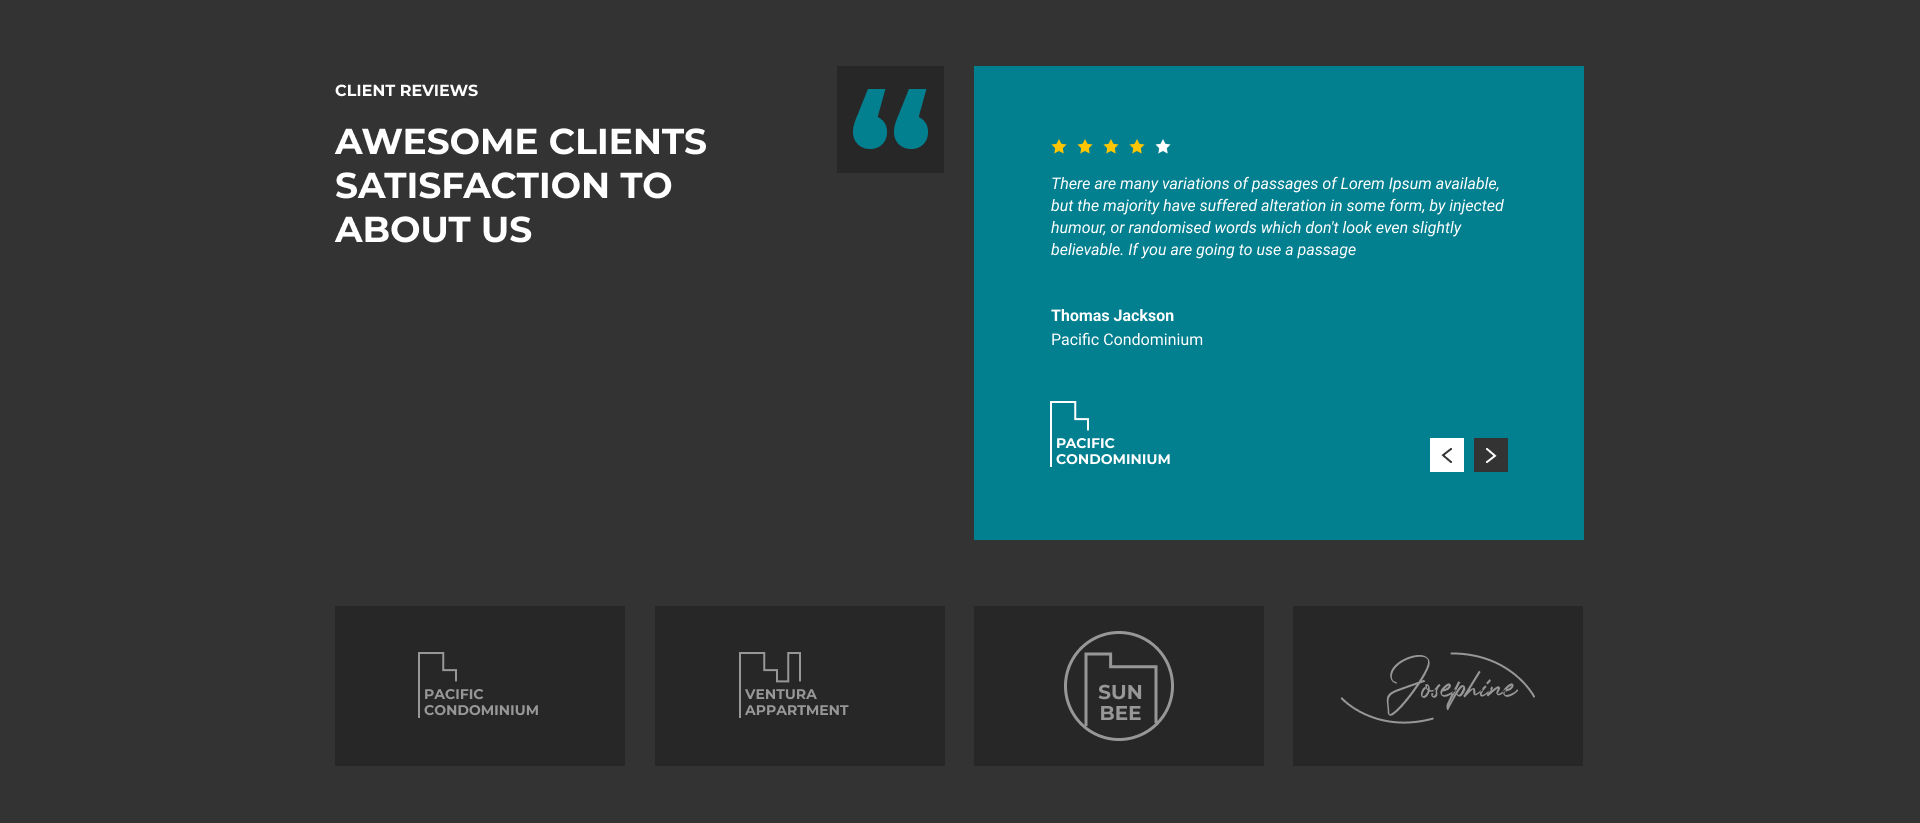 CLIENT REVIEWS
AWESOME CLIENTS
SATISFACTION TO
ABOUT US
“
There are many variations of passages of Lorem Ipsum available,
but the majority have suffered alteration in some form, by injected
humour, or randomised words which don't look even slightly
believable. If you are going to use a passage
Thomas Jackson
Pacific Condominium
PACIFIC
CONDOMINIUM
PACIFIC
CONDOMINIUM
VENTURA
APPARTMENT
SUN
BEE
Josephine